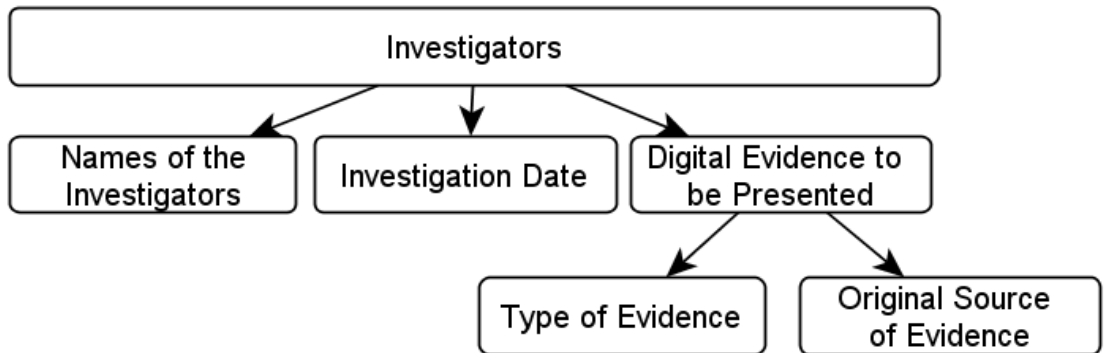 Investigators
Names of the
Investigators
Investigation Date
Digital Evidence to
be Presented
Type of Evidence
Original Source
of Evidence